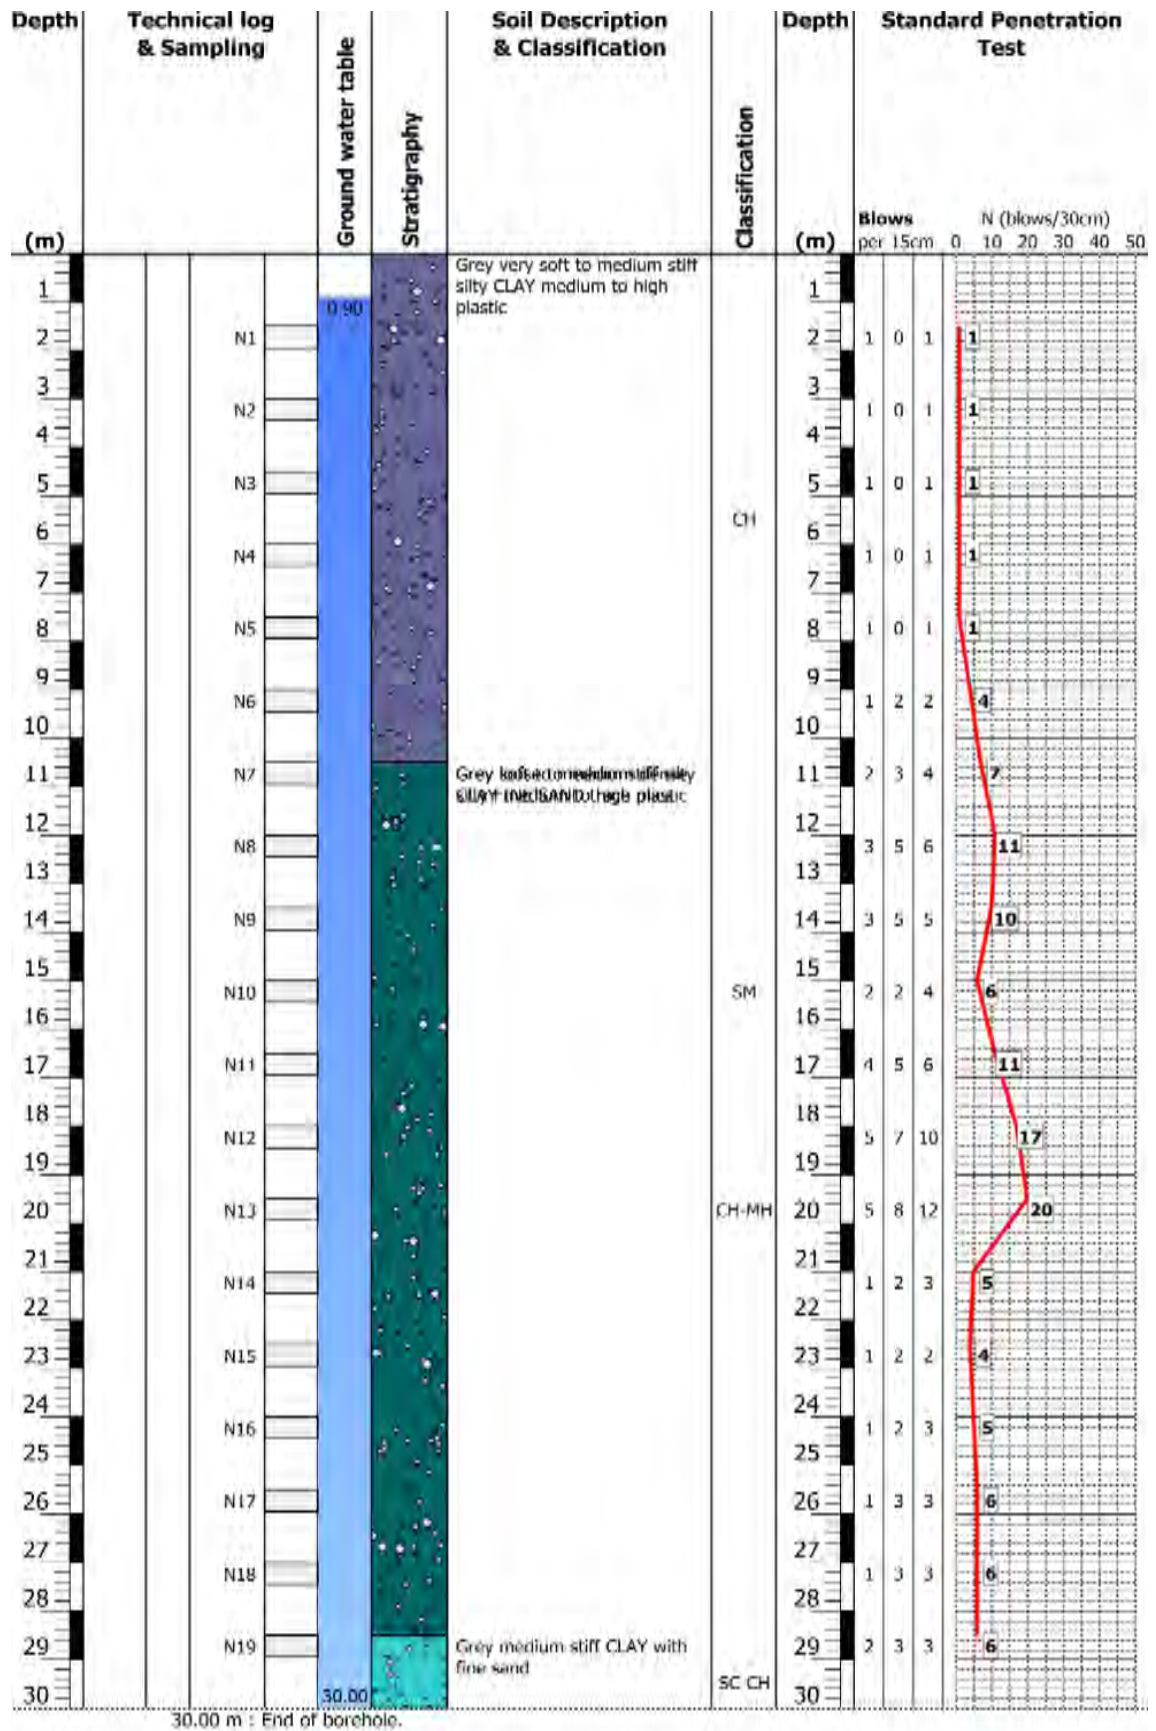 Depth Technical log Soil Description Depth Standard Penetration
& Sampling & Classification Test
Ground water table
Stratigraphy
Classification
Blows N (blows/30cm)
(m) (m) per 15cm 0 10 20 30 40 50
Grey very soft to medium stiff
silty CLAY medium to high
plastic
1 1
0.90
2 N1 2 1 0 1 1
3 3
N2 1 0 1 1
4 4
5 N3 5 1 0 1 1
CH
6 6
N4 1 0 1 1
7 7
8 N5 8 1 0 1 1
9 9
N6 1 2 2 4
10 10
11 N7 Grey 11 2 3 4 7
CLAY plastic
12 12
N8 3 5 6 11
13 13
14 N9 14 3 5 5 10
15 15
N10 SM 2 2 4 6
16 16
17 N11 17 4 5 6 11
18 18
N12 5 7 10 17
19 19
20 N13 CH-MH 20 5 8 12 20
21 21
N14 1 2 3 5
22 22
23 N15 23 1 2 2 4
24 24
N16 1 2 3 5
25 25
26 N17 26 1 3 3 6
27 27
N18 1 3 3 6
28 28
29 N19 Grey medium stiff CLAY with 29 2 3 3 6
fine sand
SC CH
30 30.00 30
30.00 m : End of borehole.